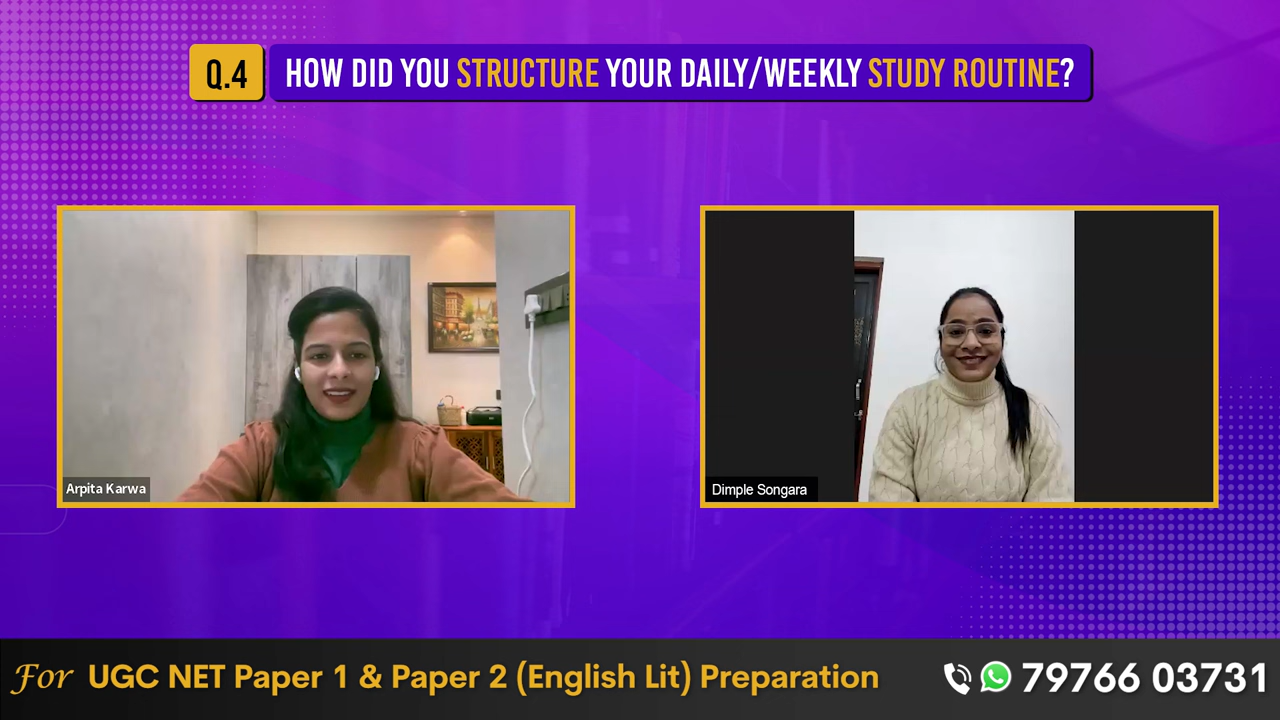 Q.4
HOW DID YOU STRUCTURE YOUR DAILY/WEEKLY STUDY ROUTINE?
Arpita Karwa
Dimple Songara
For UGC NET Paper 1 & Paper 2 (English Lit) Preparation
79766 03731